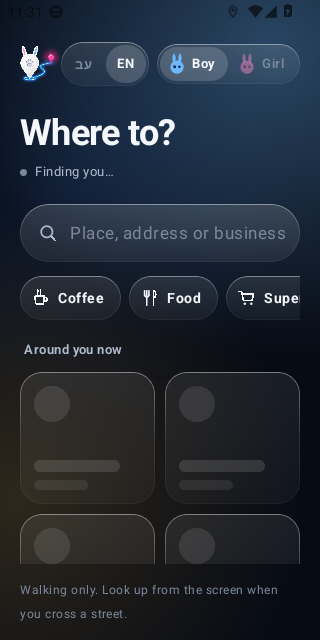 11:31
עב EN Boy Girl
Where to?
Finding you…
Place, address or business
Coffee Food Supe
Around you now
Walking only. Look up from the screen when
you cross a street.